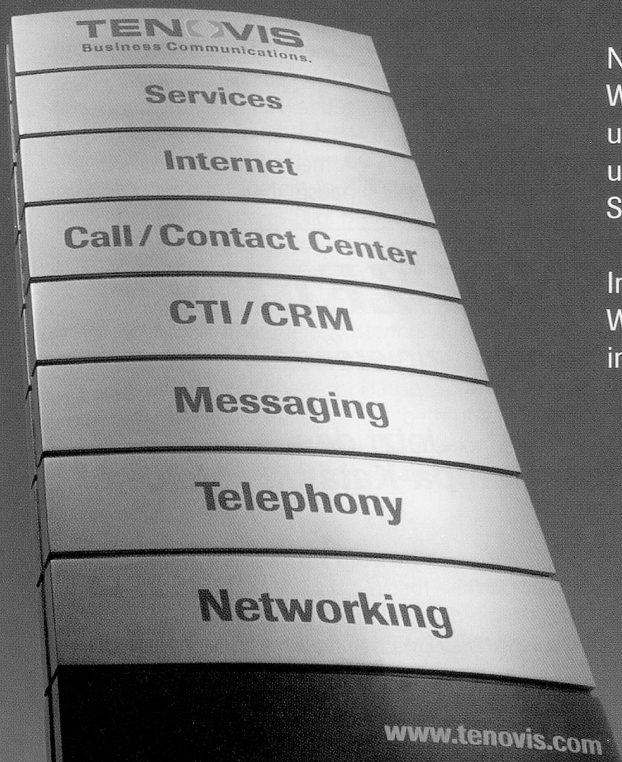 TENOVIS
Business Communications.
Services
Internet
Call / Contact Center
CTI / CRM
Messaging
Telephony
Networking
www.tenovis.com